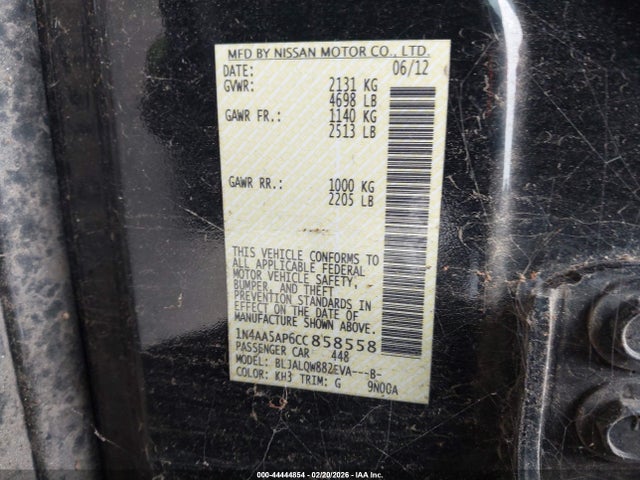 MFD BY NISSAN MOTOR CO., LTD.
DATE: 06/12
GVWR: 2131 KG
4698 LB
GAWR FR.: 1140 KG
2513 LB
GAWR RR.: 1000 KG
2205 LB
THIS VEHICLE CONFORMS TO
ALL APPLICABLE FEDERAL
MOTOR VEHICLE SAFETY,
BUMPER, AND THEFT
PREVENTION STANDARDS IN
EFFECT ON THE DATE OF
MANUFACTURE SHOWN ABOVE.
1N4AA5AP6CC858558
PASSENGER CAR 448
MODEL: BLJALQW882EVA---B-
COLOR: KH3 TRIM: G 9N00A
000-44444854 - 02/20/2026 - IAA Inc.